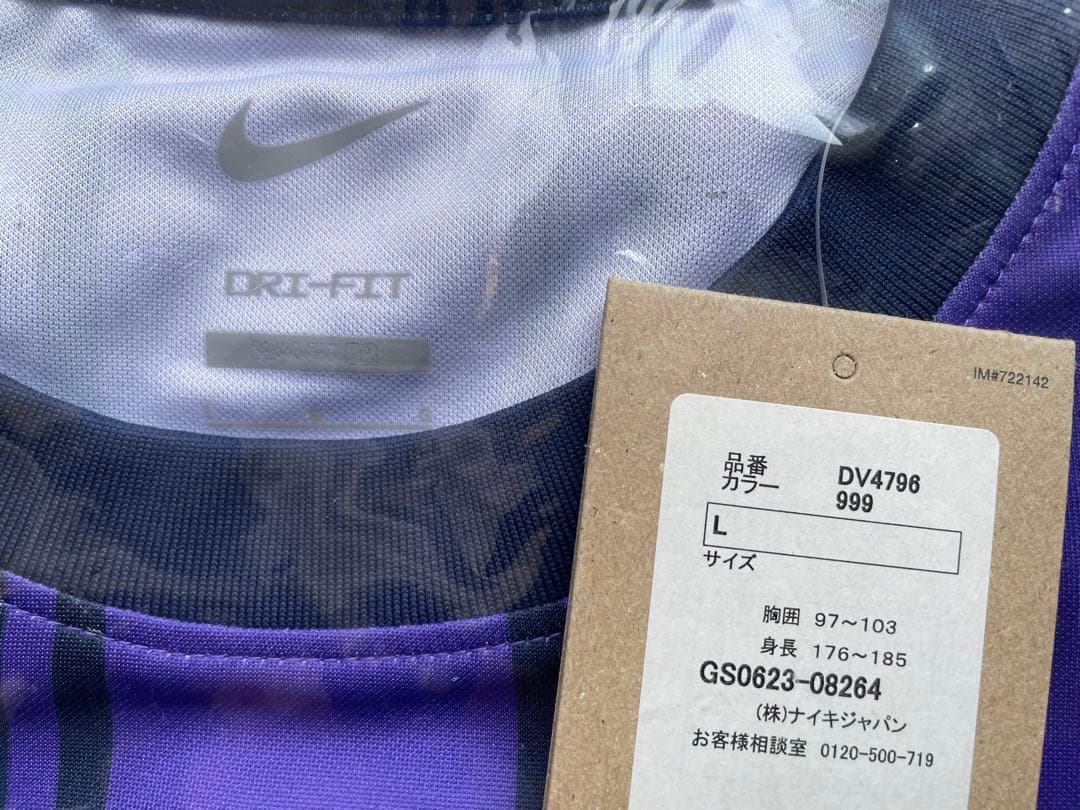 DRI-FIT
IM#722142
品番 DV4796
カラー 999
L
サイズ
胸囲 97～103
身長 176～185
GS0623-08264
(株)ナイキジャパン
お客様相談室 0120-500-719